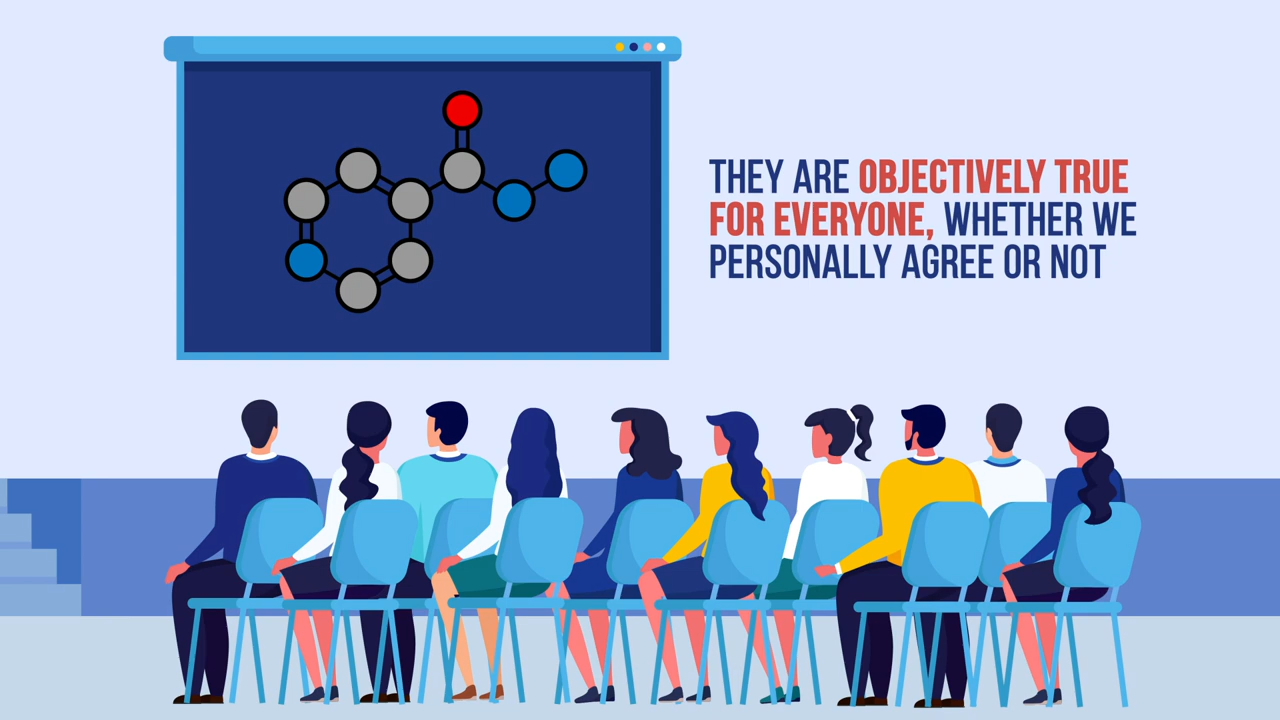 THEY ARE OBJECTIVELY TRUE
FOR EVERYONE, WHETHER WE
PERSONALLY AGREE OR NOT